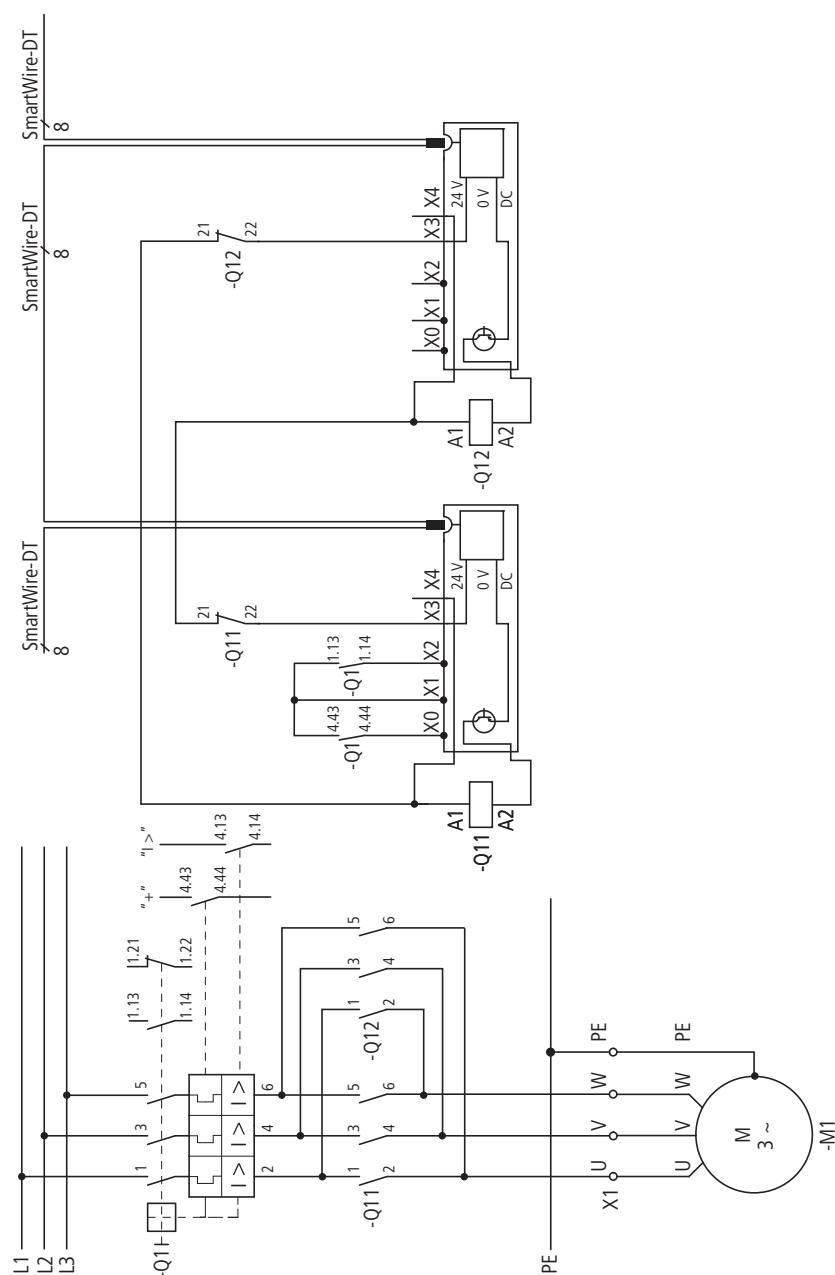 SmartWire-DT
8
SmartWire-DT
8
SmartWire-DT
8
21
22
-Q12
21
22
-Q11
X0
X1
X2
X3
X4
24 V
0 V
DC
A1
A2
-Q12
1.13
1.14
-Q1
4.43
4.44
-Q1
X0
X1
X2
X3
X4
24 V
0 V
DC
A1
A2
-Q11
"I >"
4.13
4.14
"+"
4.43
4.44
1.21
1.22
1.13
1.14
L1
L2
L3
-Q1
1
3
5
I>
I>
I>
2
4
6
1
3
5
2
4
6
-Q11
1
3
5
2
4
6
-Q12
PE
X1
U
V
W
PE
U
V
W
PE
M
3 ~
-M1